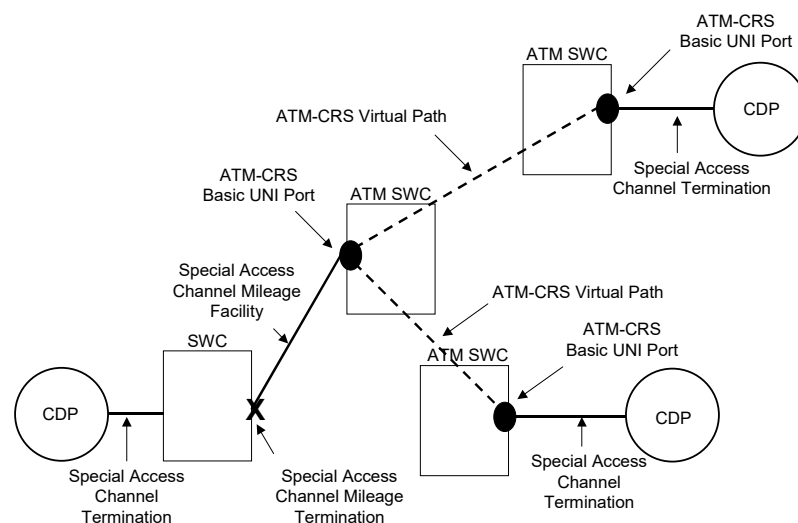 ATM-CRS
Basic UNI Port
ATM SWC
CDP
ATM-CRS Virtual Path
Special Access
Channel Termination
ATM-CRS
Basic UNI Port
ATM SWC
Special Access
Channel Mileage
Facility
ATM-CRS Virtual Path
ATM-CRS
Basic UNI Port
SWC
ATM SWC
CDP
X
CDP
Special Access
Channel
Termination
Special Access
Channel Mileage
Termination
Special Access
Channel
Termination